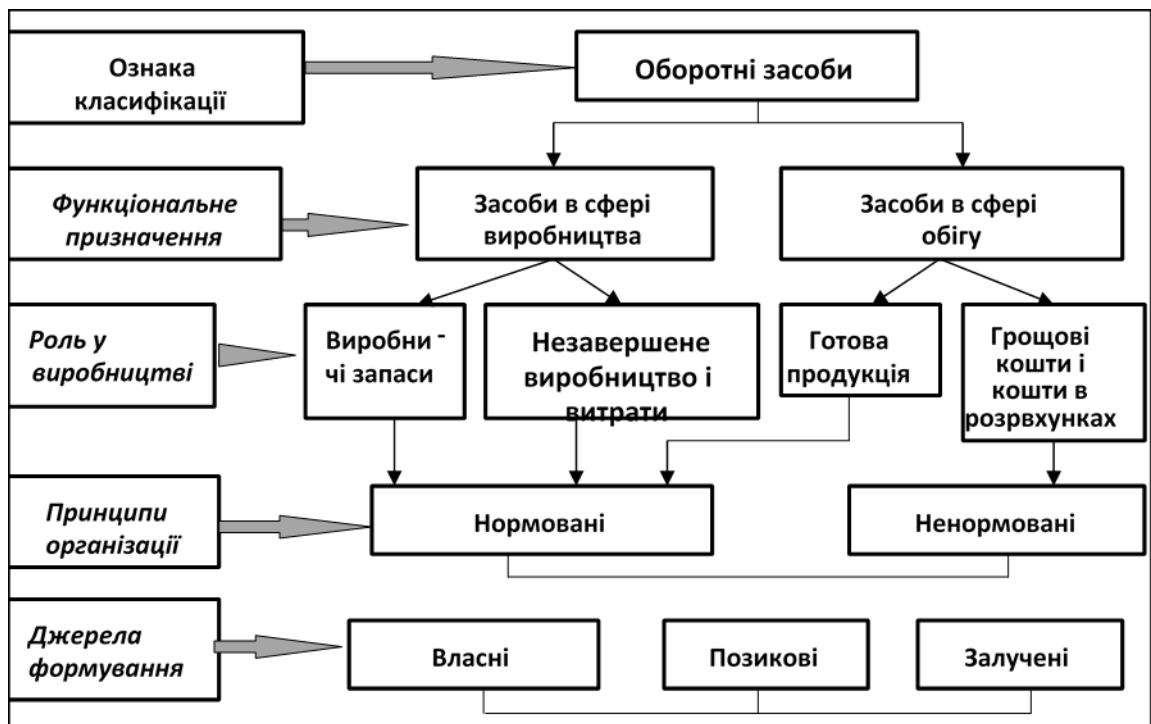 Ознака
класифікації
Оборотні засоби
Функціональне
призначення
Засоби в сфері
виробництва
Засоби в сфері
обігу
Роль у
виробництві
Виробни -
чі запаси
Незавершене
виробництво і
витрати
Готова
продукція
Грощові
кошти і
кошти в
розрвхунках
Принципи
організації
Нормовані
Ненормовані
Джерела
формування
Власні
Позикові
Залучені